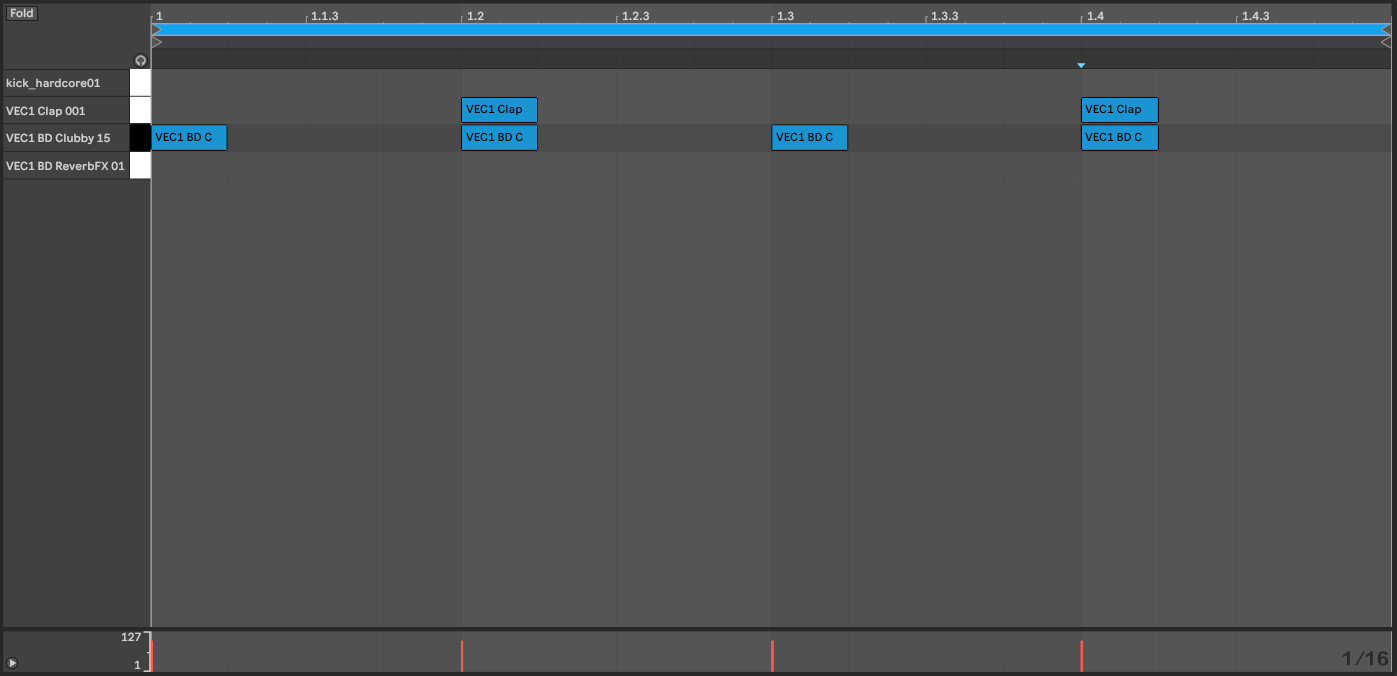 Fold
1 1.1.3 1.2 1.2.3 1.3 1.3.3 1.4 1.4.3
kick_hardcore01
VEC1 Clap 001 VEC1 Clap VEC1 Clap
VEC1 BD Clubby 15 VEC1 BD C VEC1 BD C VEC1 BD C VEC1 BD C
VEC1 BD ReverbFX 01
127
1
1/16